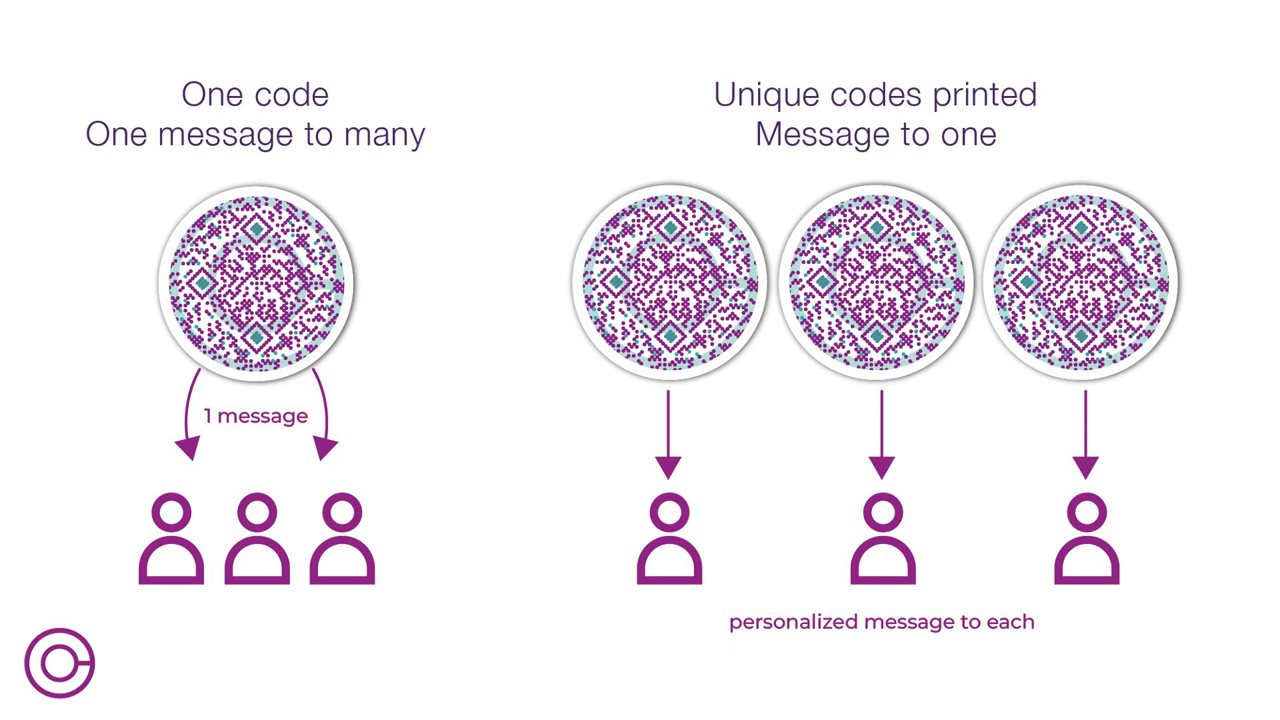 One code
One message to many
1 message
Unique codes printed
Message to one
personalized message to each